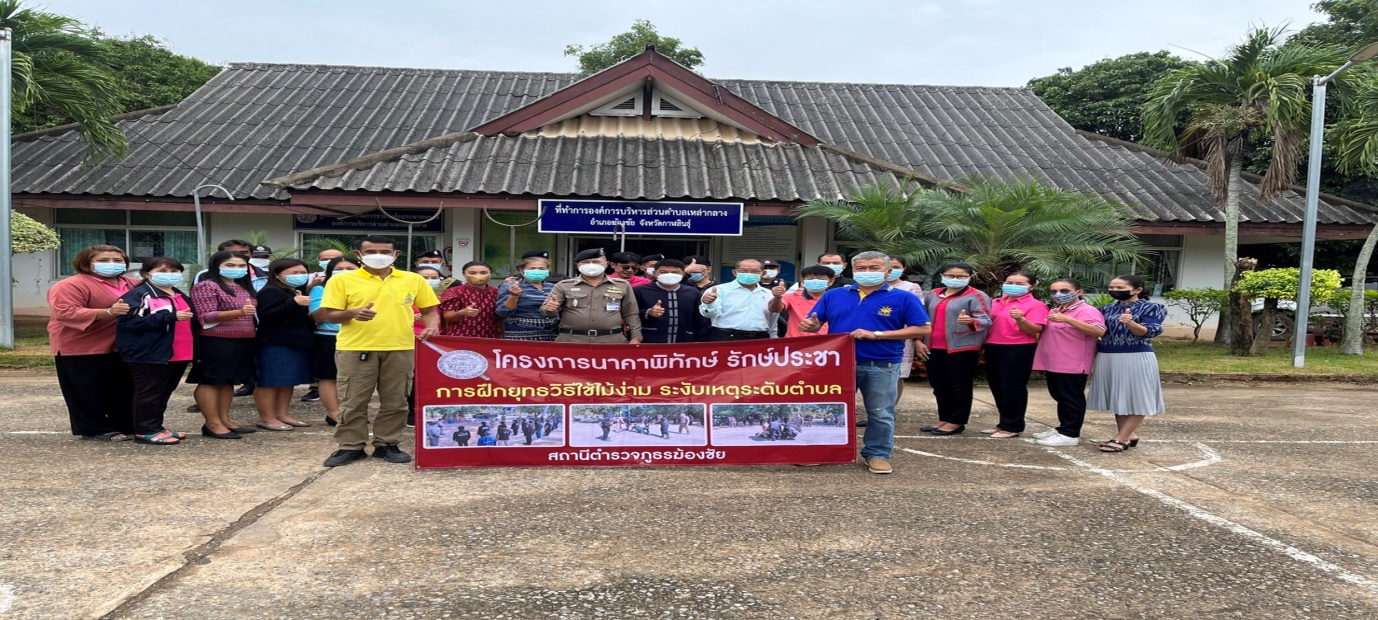 ที่ทำการองค์การบริหารส่วนตำบลเหล่ากลาง
อำเภอฆ้องชัย จังหวัดกาฬสินธุ์
โครงการนาคาพิทักษ์ รักษ์ประชา
การฝึกยุทธวิธีใช้ไม้ง่าม ระงับเหตุระดับตำบล
สถานีตำรวจภูธรฆ้องชัย